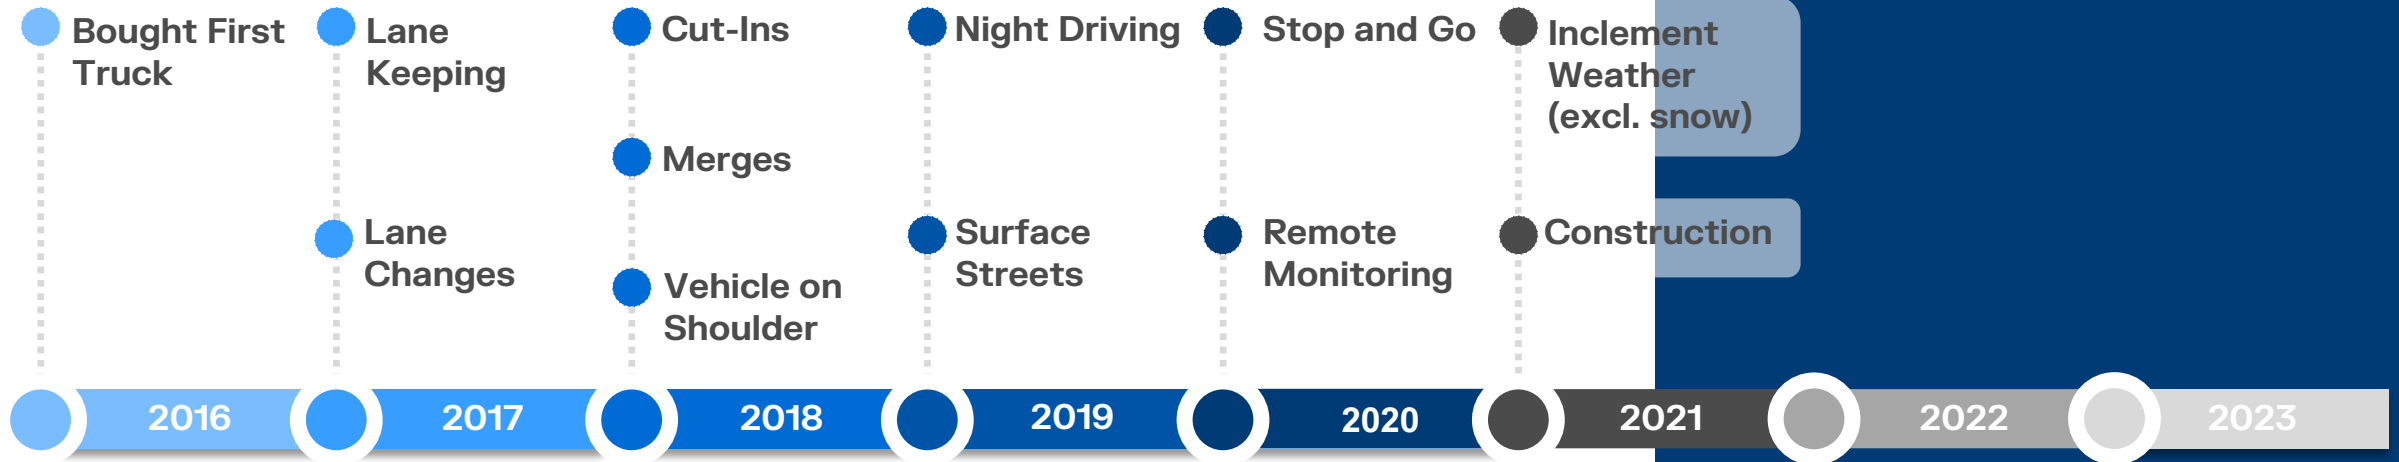 Bought First
Truck
Lane
Keeping
Lane
Changes
Cut-Ins
Merges
Vehicle on
Shoulder
Night Driving
Surface
Streets
Stop and Go
Remote
Monitoring
Inclement
Weather
(excl. snow)
Construction
2016
2017
2018
2019
2020
2021
2022
2023